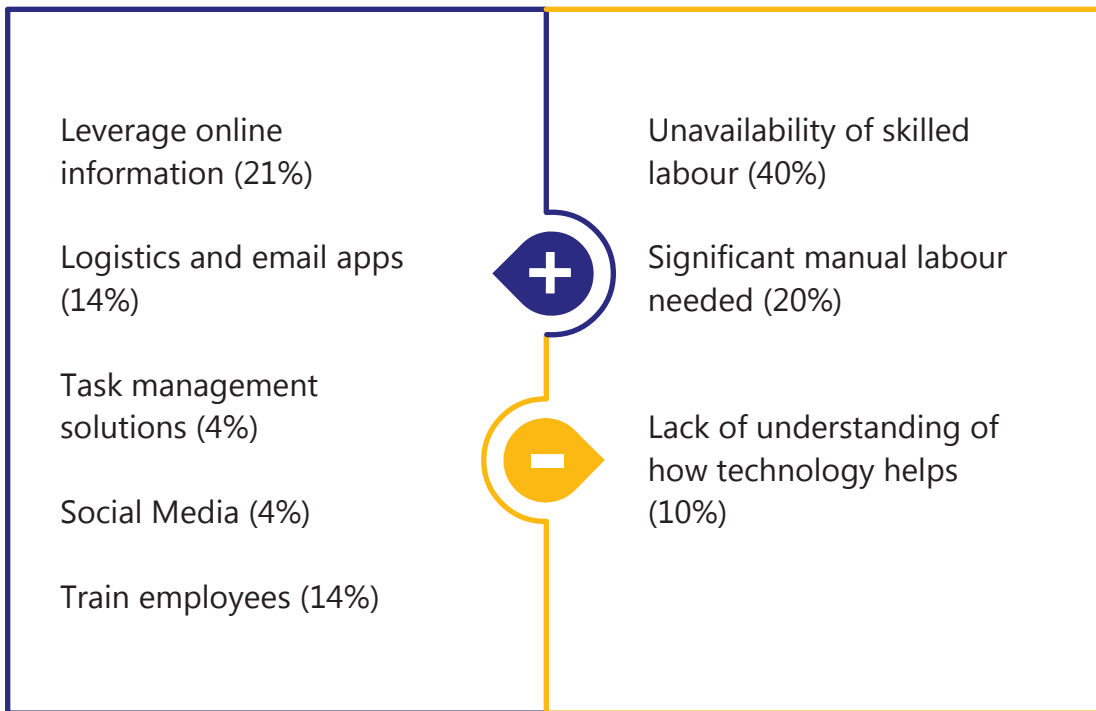 Leverage online
information (21%)
Logistics and email apps
(14%)
Task management
solutions (4%)
Social Media (4%)
Train employees (14%)
Unavailability of skilled
labour (40%)
Significant manual labour
needed (20%)
Lack of understanding of
how technology helps
(10%)